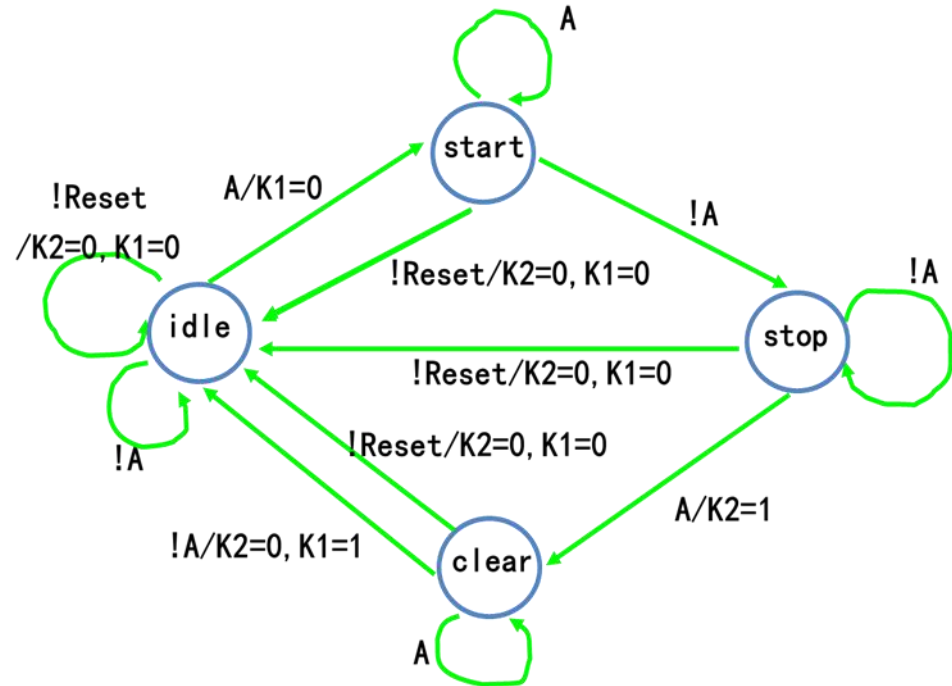 A
start
!Reset
/K2=0,K1=0
A/K1=0
!A
!Reset/K2=0,K1=0
!A
idle
stop
!Reset/K2=0,K1=0
!Reset/K2=0,K1=0
!A
A/K2=1
!A/K2=0,K1=1
clear
A